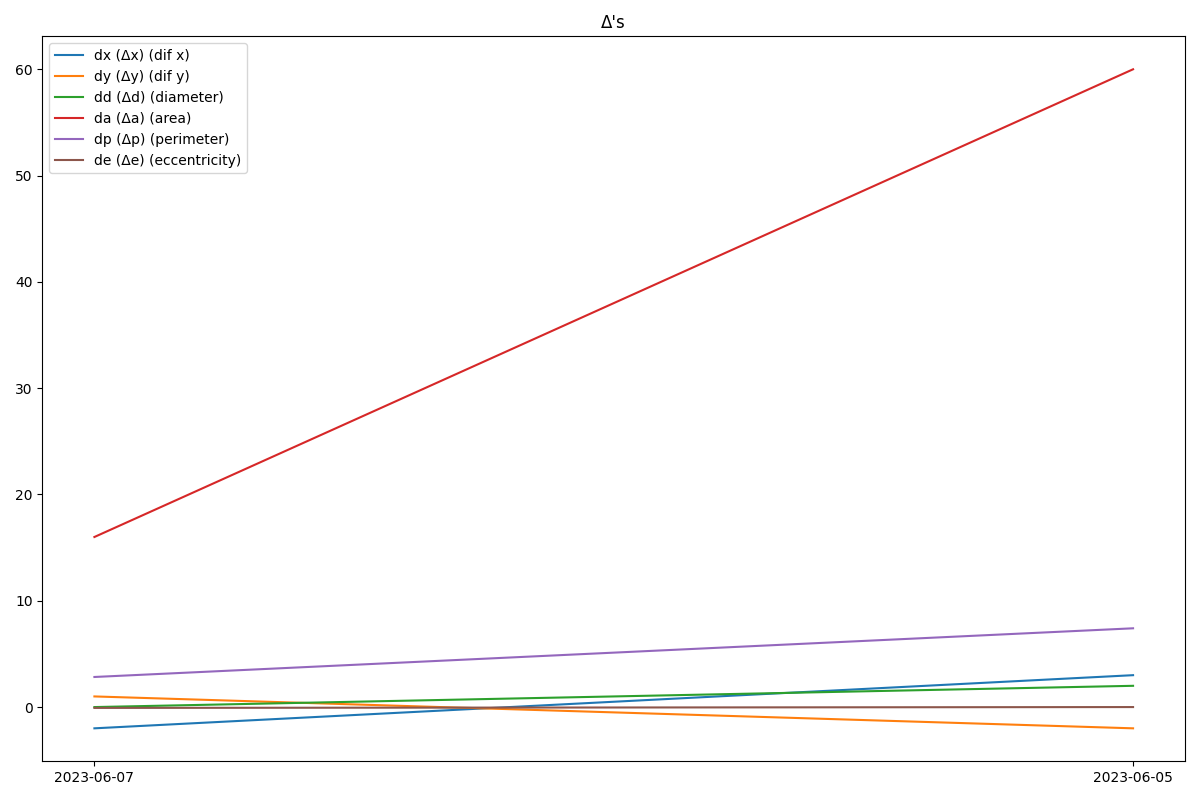 Δ's
dx (Δx) (dif x)
dy (Δy) (dif y)
dd (Δd) (diameter)
da (Δa) (area)
dp (Δp) (perimeter)
de (Δe) (eccentricity)
60
50
40
30
20
10
0
2023-06-07 2023-06-05